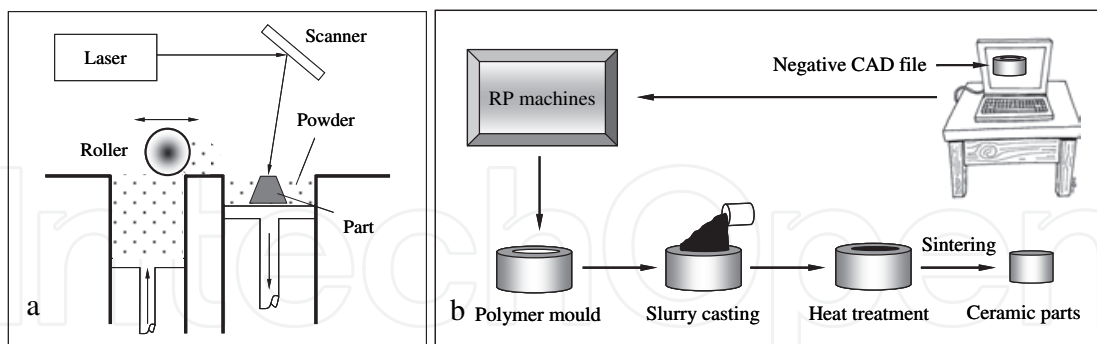 Laser
Scanner
Powder
Roller
Part
a
Negative CAD file
RP machines
Sintering
b
Polymer mould
Slurry casting
Heat treatment
Ceramic parts
IntechOpen